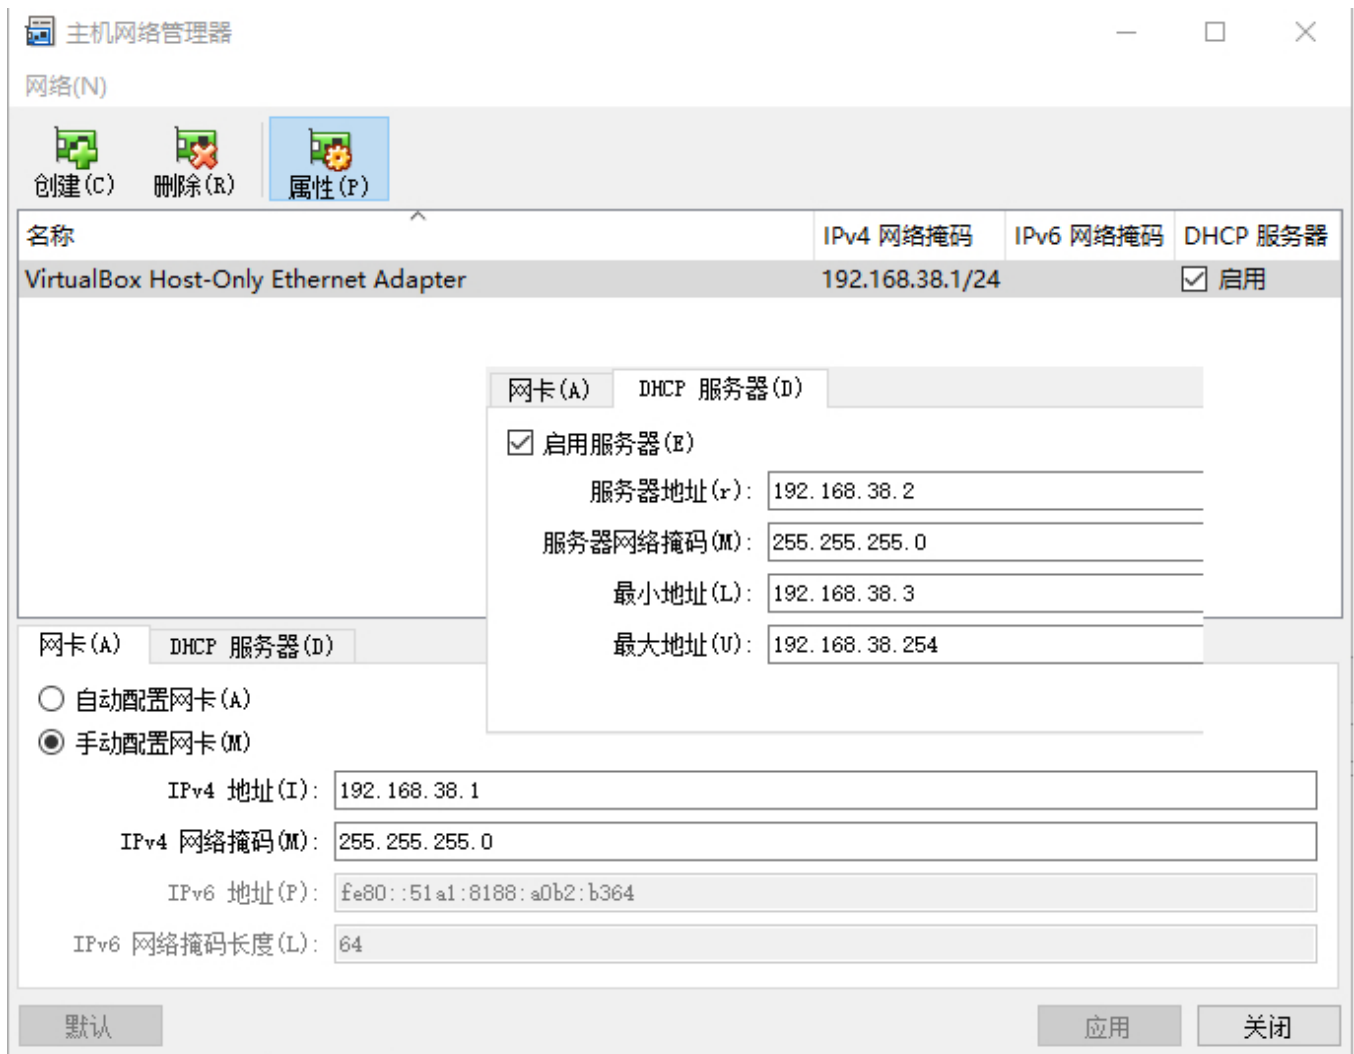 主机网络管理器
网络(N)
创建(C) 删除(R) 属性(P)
名称 IPv4 网络掩码 IPv6 网络掩码 DHCP 服务器
VirtualBox Host-Only Ethernet Adapter 192.168.38.1/24 启用
网卡(A) DHCP 服务器(D)
启用服务器(E)
服务器地址(r): 192.168.38.2
服务器网络掩码(M): 255.255.255.0
最小地址(L): 192.168.38.3
最大地址(U): 192.168.38.254
网卡(A) DHCP 服务器(D)
自动配置网卡(A)
手动配置网卡(M)
IPv4 地址(I): 192.168.38.1
IPv4 网络掩码(M): 255.255.255.0
IPv6 地址(P): fe80::51a1:8188:a0b2:b364
IPv6 网络掩码长度(L): 64
默认 应用 关闭